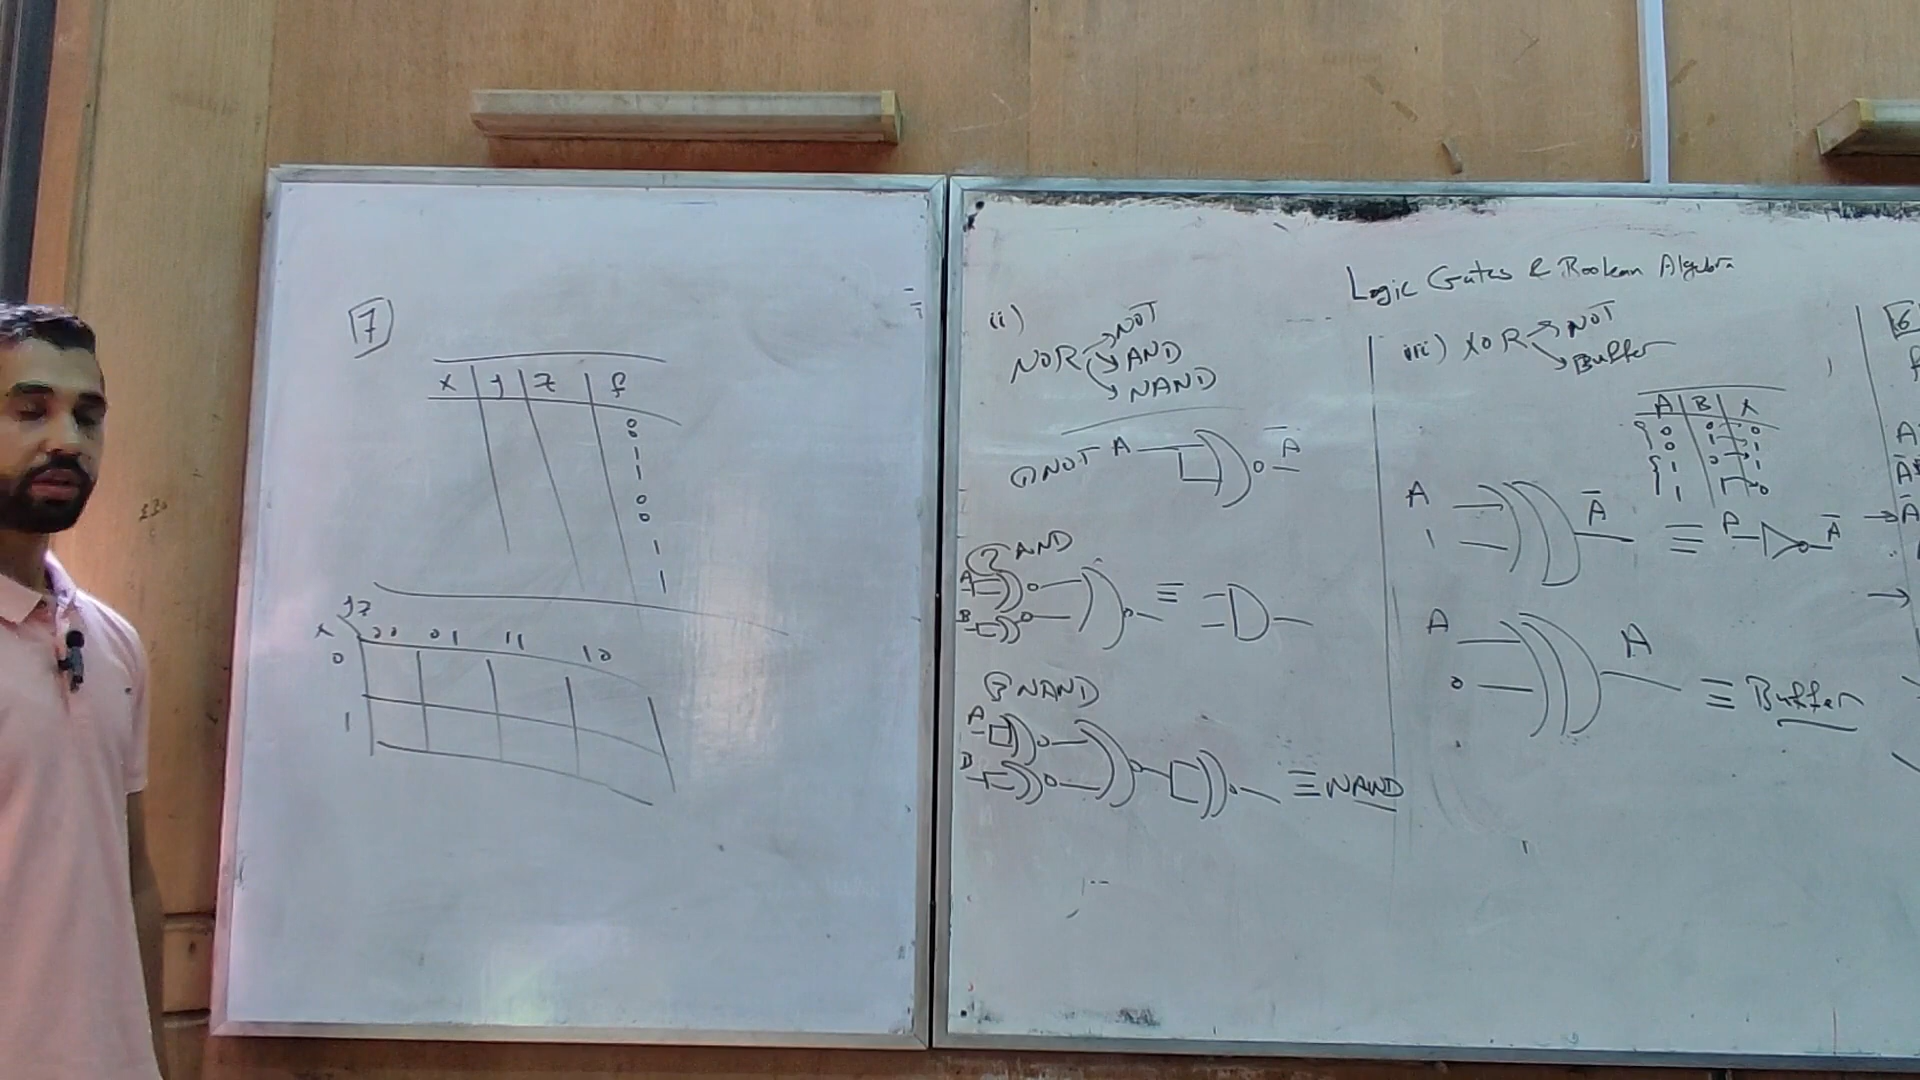 7
x y z f
0
0
1
1
0
0
1
1
yz
x 00 01 11 10
0
1
Logic Gates & Boolean Algebra
ii)
NOR NOT
AND
NAND
① NOT A Ā
② AND
A
B
≡
③ NAND
A
B
≡ NAND
iii) XOR NOT
Buffer
A B X
0 0 0
0 1 1
1 0 1
1 1 0
A
1
Ā ≡ A Ā
A
0
A ≡ Buffer
6
A
Ā
Ā